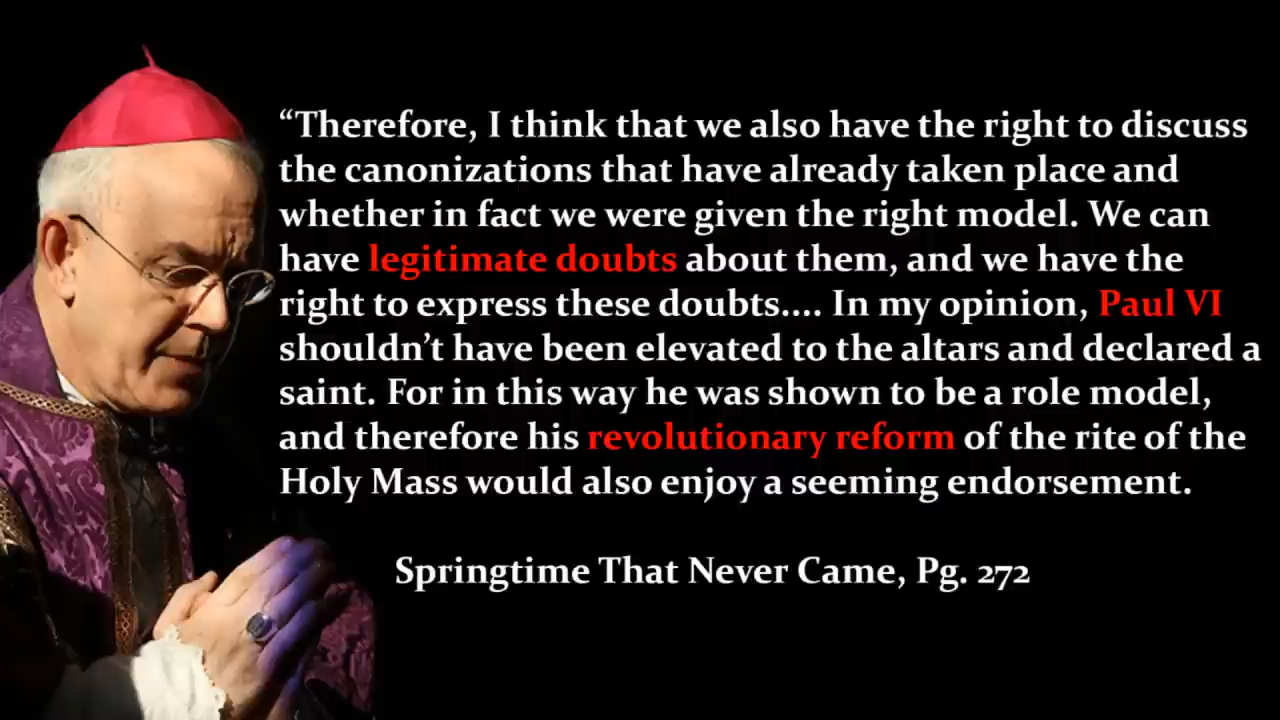 “Therefore, I think that we also have the right to discuss
the canonizations that have already taken place and
whether in fact we were given the right model. We can
have legitimate doubts about them, and we have the
right to express these doubts.... In my opinion, Paul VI
shouldn’t have been elevated to the altars and declared a
saint. For in this way he was shown to be a role model,
and therefore his revolutionary reform of the rite of the
Holy Mass would also enjoy a seeming endorsement.
Springtime That Never Came, Pg. 272